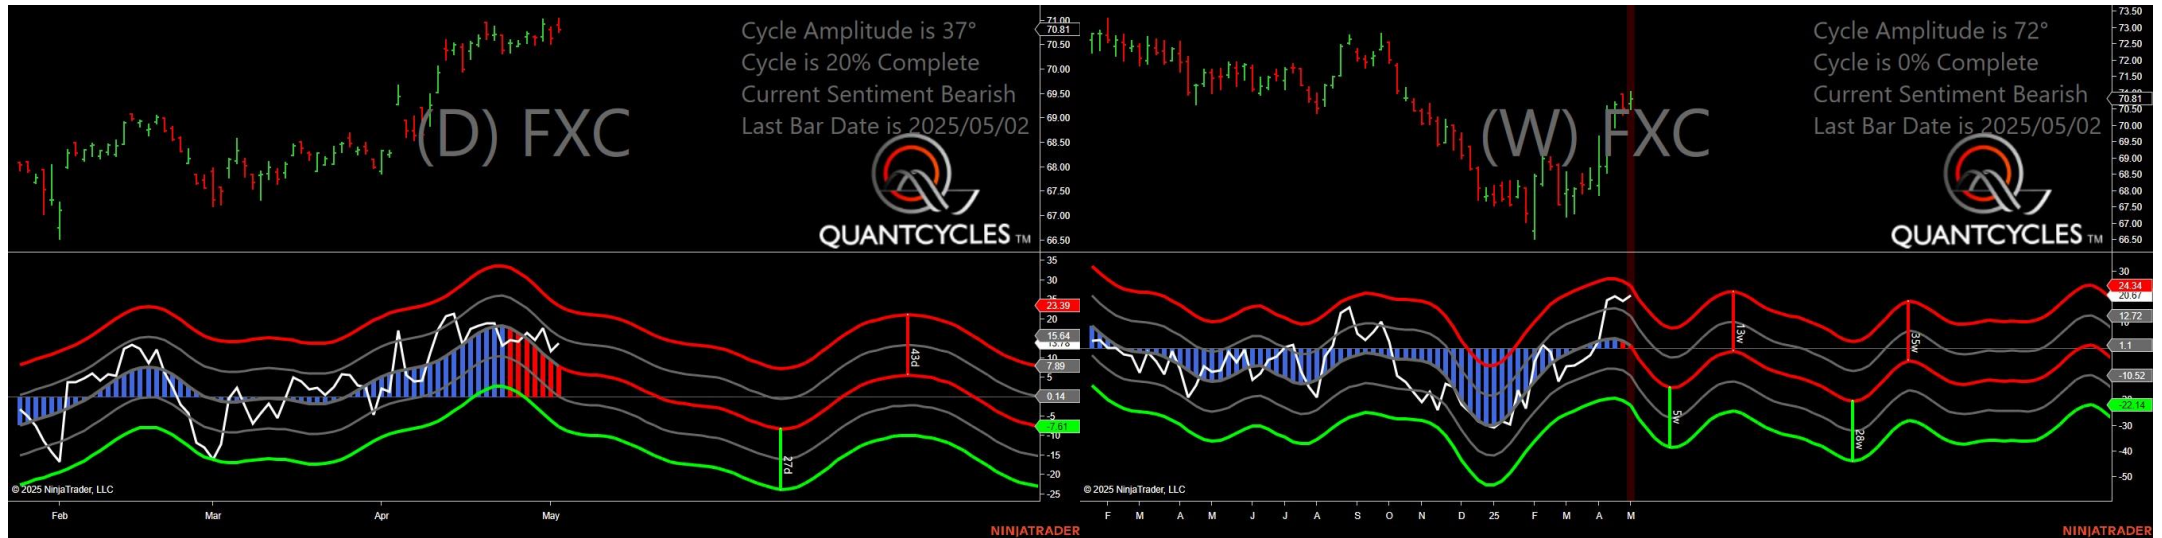 Cycle Amplitude is 37°
Cycle is 20% Complete
Current Sentiment Bearish
Last Bar Date is 2025/05/02
(D) FXC
QUANTCYCLES TM
71.00
70.81
70.50
70.00
69.50
69.00
68.50
68.00
67.50
67.00
66.50
35
30
23.39
20
15.64
10
7.89
5
0.14
-5
-7.61
-10
-15
-20
-25
43d
27d
© 2025 NinjaTrader, LLC
Feb Mar Apr May
NINJATRADER
Cycle Amplitude is 72°
Cycle is 0% Complete
Current Sentiment Bearish
Last Bar Date is 2025/05/02
(W) FXC
QUANTCYCLES TM
73.50
73.00
72.50
72.00
71.50
70.81
70.50
70.00
69.50
69.00
68.50
68.00
67.50
67.00
66.50
30
24.34
20.67
12.72
1.1
-10.52
-22.14
-30
-40
-50
13w
35w
5w
28w
© 2025 NinjaTrader, LLC
F M A M J J A S O N D 25 F M A M
NINJATRADER